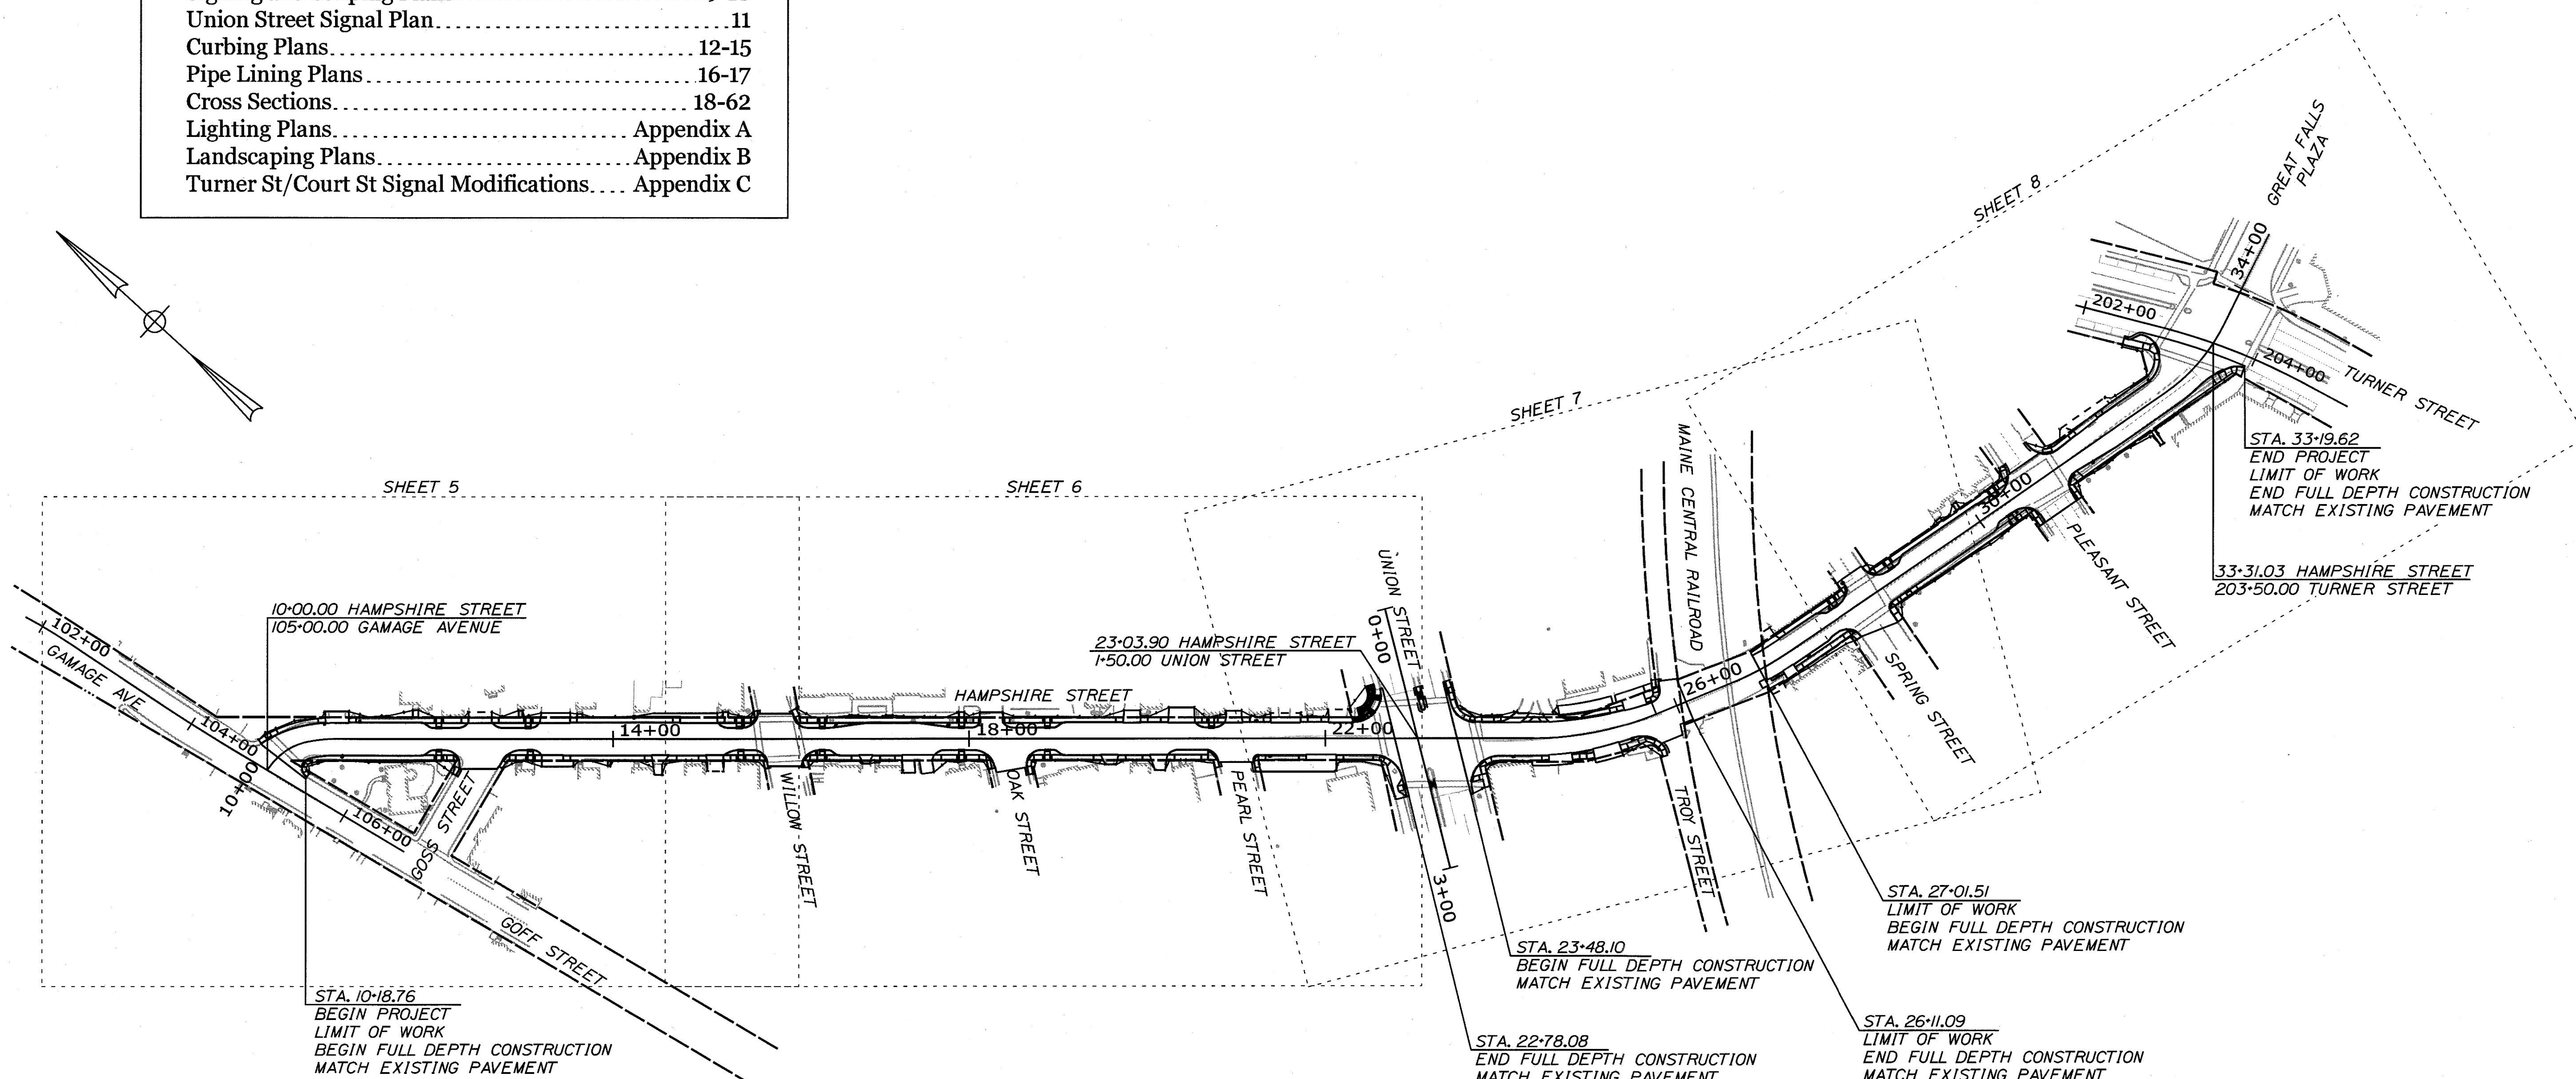 Union Street Signal Plan 11
Curbing Plans 12-15
Pipe Lining Plans 16-17
Cross Sections 18-62
Lighting Plans Appendix A
Landscaping Plans Appendix B
Turner St/Court St Signal Modifications Appendix C
SHEET 8
GREAT FALLS
PLAZA
34+00
202+00
204+00
TURNER STREET
SHEET 7
MAINE CENTRAL RAILROAD
STA. 33+19.62
END PROJECT
LIMIT OF WORK
END FULL DEPTH CONSTRUCTION
MATCH EXISTING PAVEMENT
SHEET 5
SHEET 6
30+00
PLEASANT STREET
33+31.03 HAMPSHIRE STREET
203+50.00 TURNER STREET
UNION STREET
0+00
10+00.00 HAMPSHIRE STREET
105+00.00 GAMAGE AVENUE
102+00
GAMAGE AVE
23+03.90 HAMPSHIRE STREET
1+50.00 UNION STREET
26+00
SPRING STREET
HAMPSHIRE STREET
104+00
14+00
18+00
22+00
10+00
106+00
GOSS STREET
WILLOW STREET
OAK STREET
PEARL STREET
TROY STREET
3+00
GOFF STREET
STA. 27+01.51
LIMIT OF WORK
BEGIN FULL DEPTH CONSTRUCTION
MATCH EXISTING PAVEMENT
STA. 23+48.10
BEGIN FULL DEPTH CONSTRUCTION
MATCH EXISTING PAVEMENT
STA. 10+18.76
BEGIN PROJECT
LIMIT OF WORK
BEGIN FULL DEPTH CONSTRUCTION
MATCH EXISTING PAVEMENT
STA. 22+78.08
END FULL DEPTH CONSTRUCTION
MATCH EXISTING PAVEMENT
STA. 26+11.09
LIMIT OF WORK
END FULL DEPTH CONSTRUCTION
MATCH EXISTING PAVEMENT